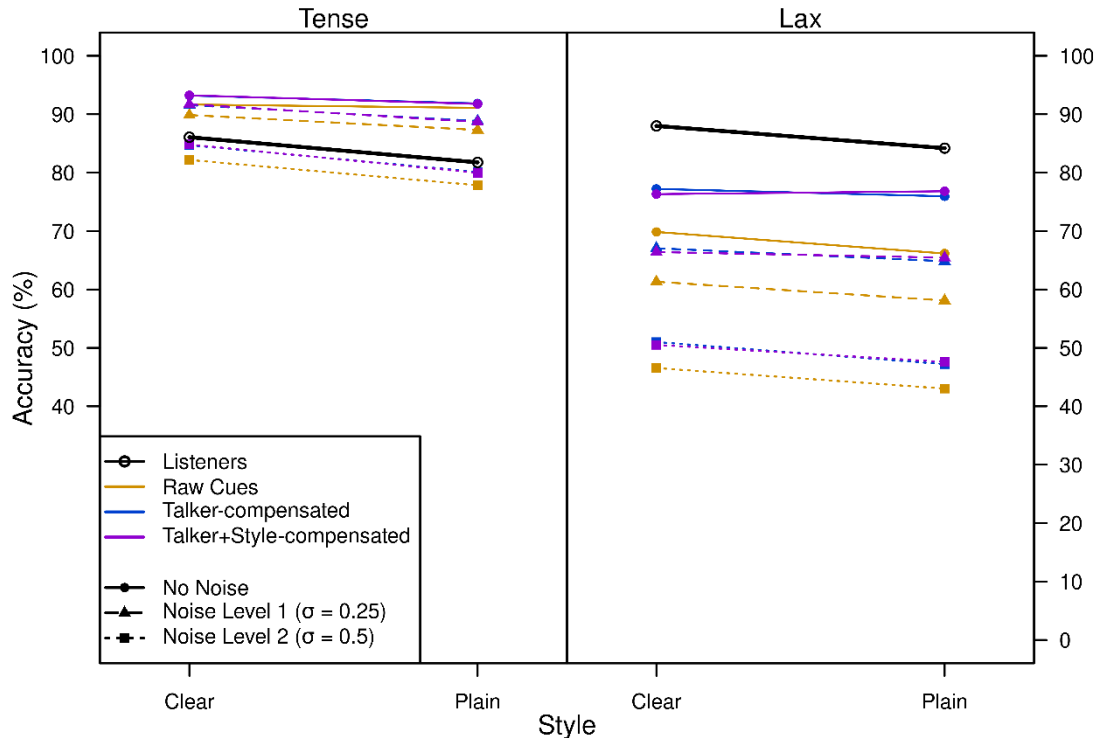 Tense
Lax
100
90
80
70
60
50
40
Accuracy (%)
Listeners
Raw Cues
Talker-compensated
Talker+Style-compensated
No Noise
Noise Level 1 (σ = 0.25)
Noise Level 2 (σ = 0.5)
100
90
80
70
60
50
40
30
20
10
0
Clear
Plain
Clear
Plain
Style